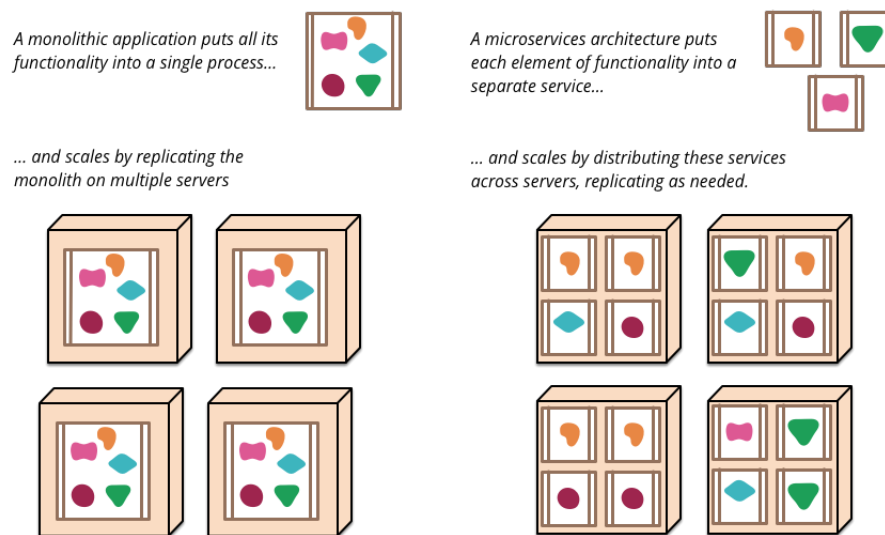 A monolithic application puts all its
functionality into a single process...
... and scales by replicating the
monolith on multiple servers
A microservices architecture puts
each element of functionality into a
separate service...
... and scales by distributing these services
across servers, replicating as needed.